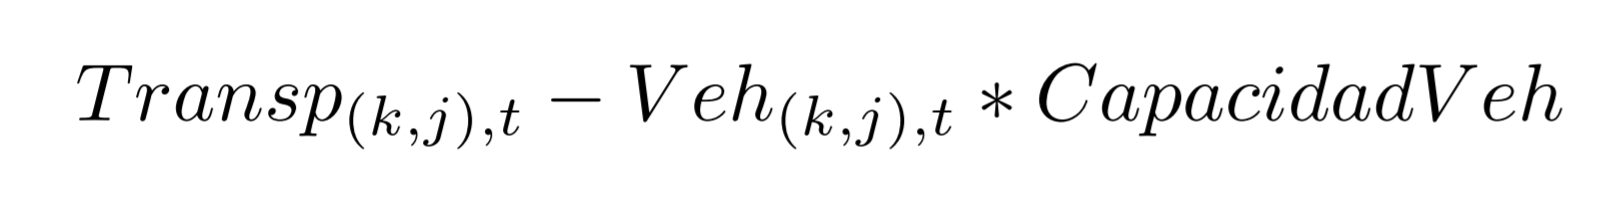 Transp_{(k,j),t} − Veh_{(k,j),t} ∗ CapacidadVeh